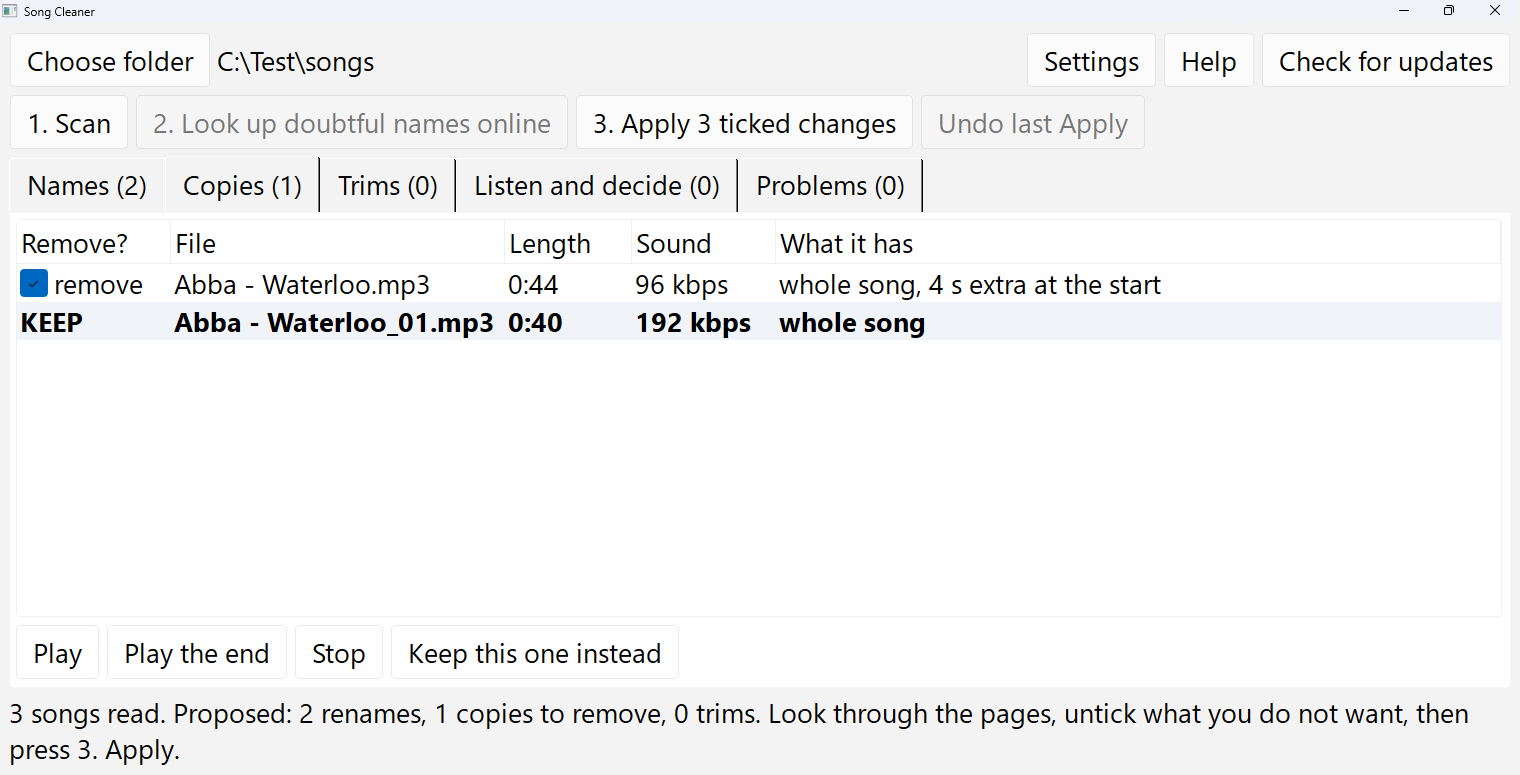 Song Cleaner
Choose folder C:\Test\songs Settings Help Check for updates
1. Scan 2. Look up doubtful names online 3. Apply 3 ticked changes Undo last Apply
Names (2) Copies (1) Trims (0) Listen and decide (0) Problems (0)
Remove? File Length Sound What it has
remove Abba - Waterloo.mp3 0:44 96 kbps whole song, 4 s extra at the start
KEEP Abba - Waterloo_01.mp3 0:40 192 kbps whole song
Play Play the end Stop Keep this one instead
3 songs read. Proposed: 2 renames, 1 copies to remove, 0 trims. Look through the pages, untick what you do not want, then
press 3. Apply.